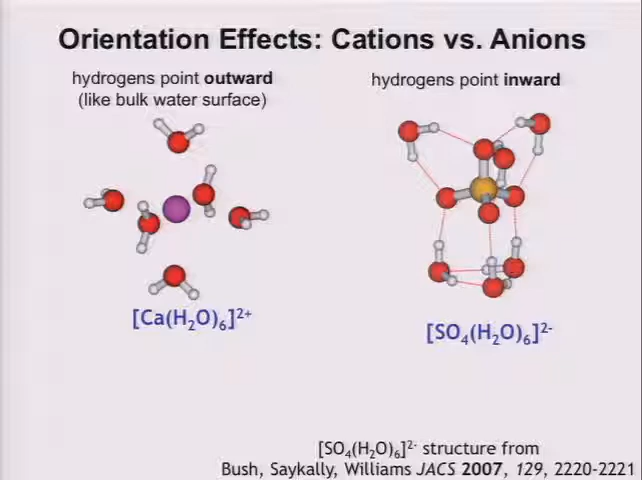 Orientation Effects: Cations vs. Anions
hydrogens point outward
(like bulk water surface)
hydrogens point inward
[Ca(H₂O)₆]²⁺
[SO₄(H₂O)₆]²⁻
[SO₄(H₂O)₆]²⁻ structure from
Bush, Saykally, Williams JACS 2007, 129, 2220-2221